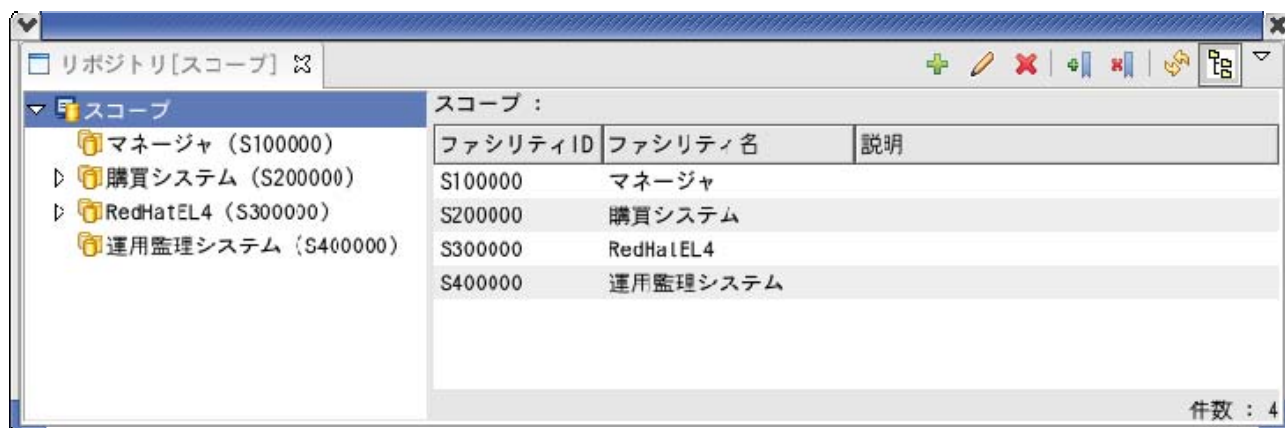 リポジトリ[スコープ]
スコープ
マネージャ (S100000)
購買システム (S200000)
RedHatEL4 (S300000)
運用監理システム (S400000)
スコープ :
ファシリティID ファシリティ名 説明
S100000 マネージャ
S200000 購買システム
S300000 RedHatEL4
S400000 運用監理システム
件数 : 4